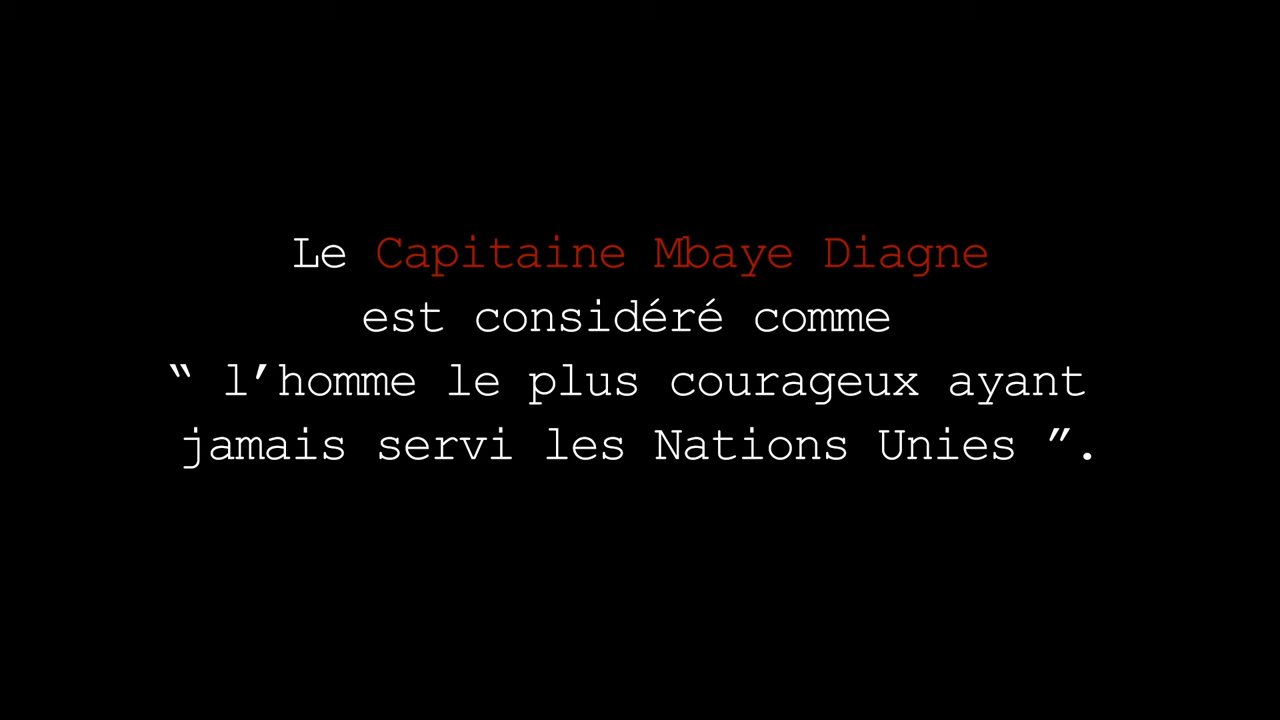 Le Capitaine Mbaye Diagne
est considéré comme
“ l’homme le plus courageux ayant
jamais servi les Nations Unies ”.